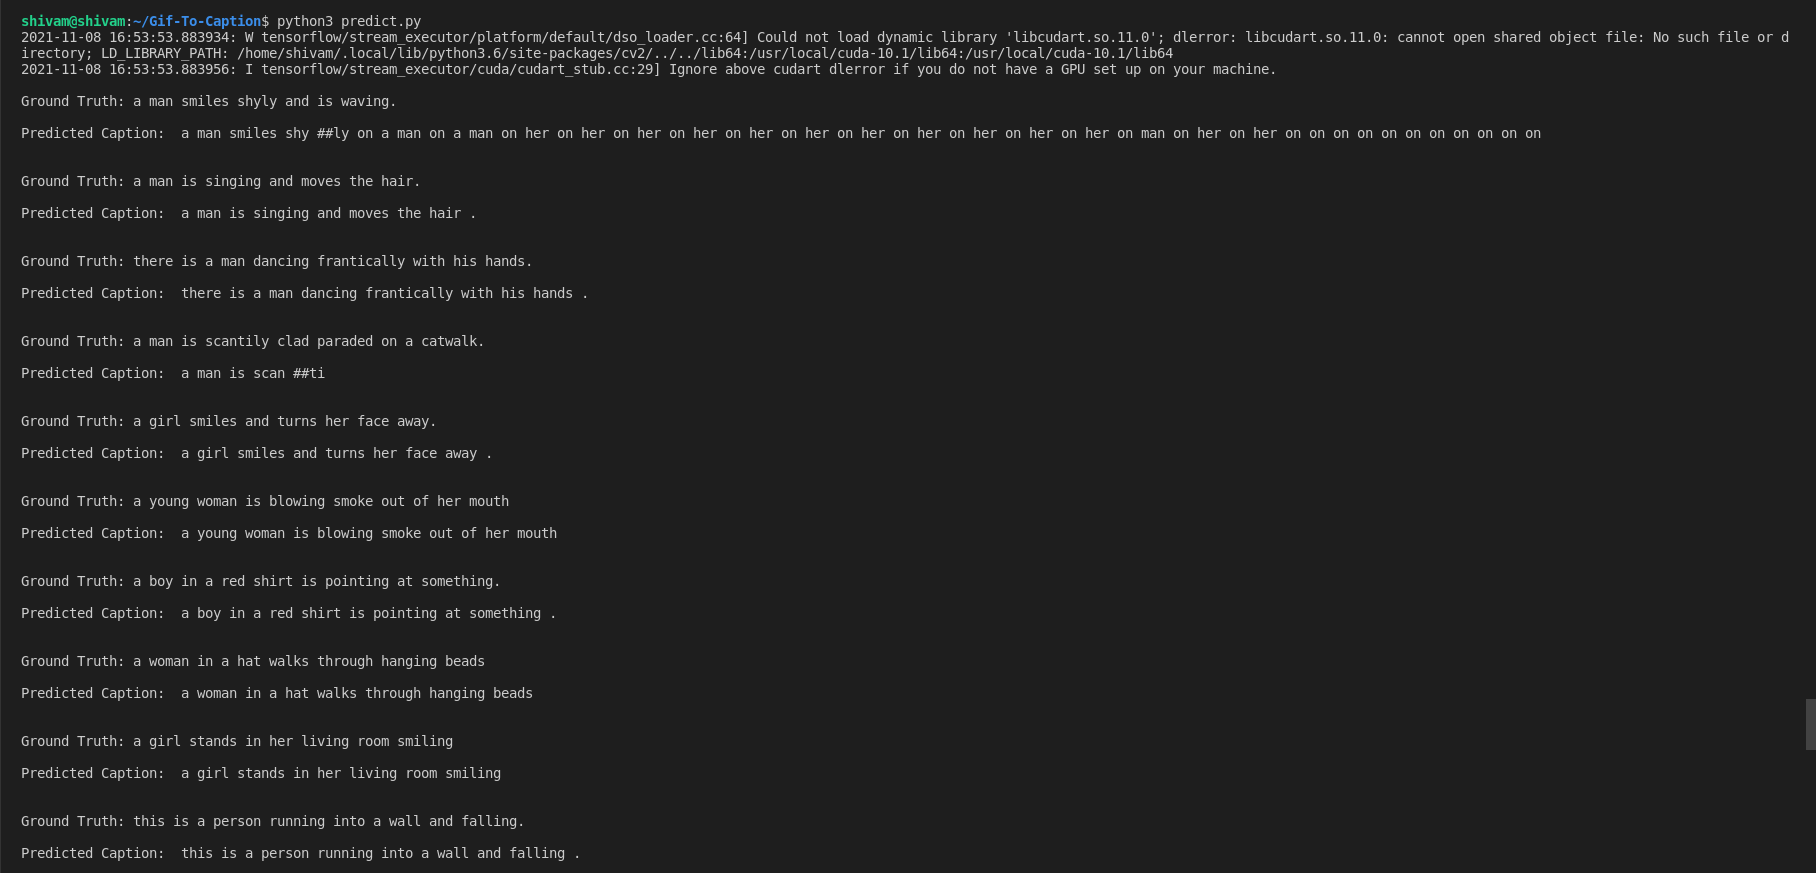 shivam@shivam:~/Gif-To-Caption$ python3 predict.py
2021-11-08 16:53:53.883934: W tensorflow/stream_executor/platform/default/dso_loader.cc:64] Could not load dynamic library 'libcudart.so.11.0'; dlerror: libcudart.so.11.0: cannot open shared object file: No such file or d
irectory; LD_LIBRARY_PATH: /home/shivam/.local/lib/python3.6/site-packages/cv2/../../lib64:/usr/local/cuda-10.1/lib64:/usr/local/cuda-10.1/lib64
2021-11-08 16:53:53.883956: I tensorflow/stream_executor/cuda/cudart_stub.cc:29] Ignore above cudart dlerror if you do not have a GPU set up on your machine.
Ground Truth: a man smiles shyly and is waving.
Predicted Caption:  a man smiles shy ##ly on a man on a man on her on her on her on her on her on her on her on her on her on her on her on man on her on her on on on on on on on on on on on
Ground Truth: a man is singing and moves the hair.
Predicted Caption:  a man is singing and moves the hair .
Ground Truth: there is a man dancing frantically with his hands.
Predicted Caption:  there is a man dancing frantically with his hands .
Ground Truth: a man is scantily clad paraded on a catwalk.
Predicted Caption:  a man is scan ##ti
Ground Truth: a girl smiles and turns her face away.
Predicted Caption:  a girl smiles and turns her face away .
Ground Truth: a young woman is blowing smoke out of her mouth
Predicted Caption:  a young woman is blowing smoke out of her mouth
Ground Truth: a boy in a red shirt is pointing at something.
Predicted Caption:  a boy in a red shirt is pointing at something .
Ground Truth: a woman in a hat walks through hanging beads
Predicted Caption:  a woman in a hat walks through hanging beads
Ground Truth: a girl stands in her living room smiling
Predicted Caption:  a girl stands in her living room smiling
Ground Truth: this is a person running into a wall and falling.
Predicted Caption:  this is a person running into a wall and falling .